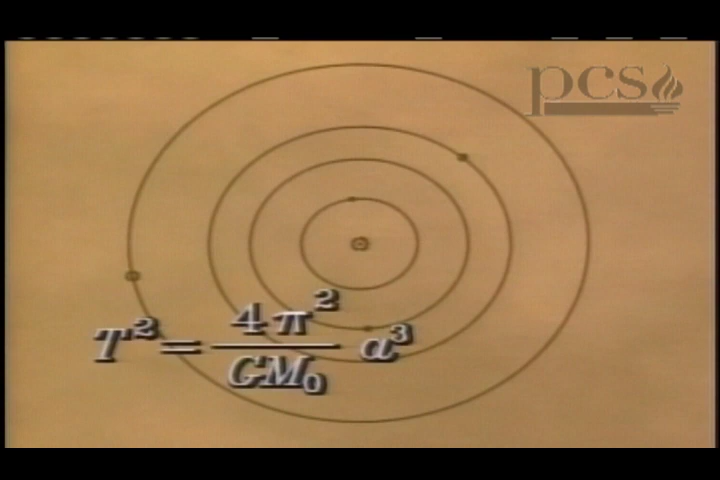 pcs
T² = 4π² / GM₀ a³